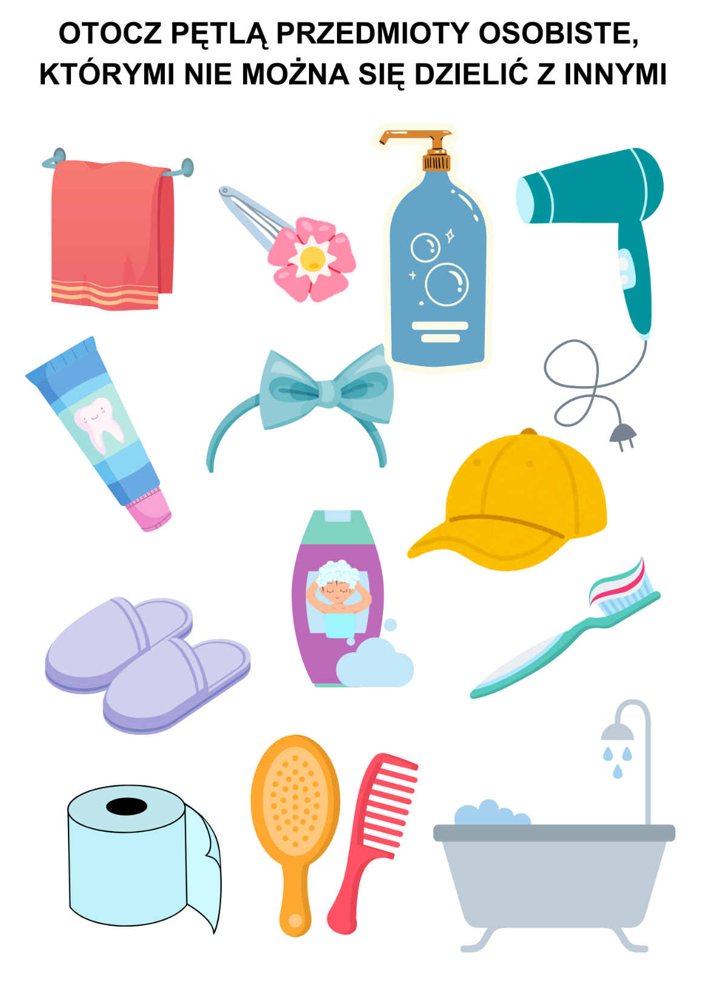 OTOCZ PĘTLĄ PRZEDMIOTY OSOBISTE,
KTÓRYMI NIE MOŻNA SIĘ DZIELIĆ Z INNYMI